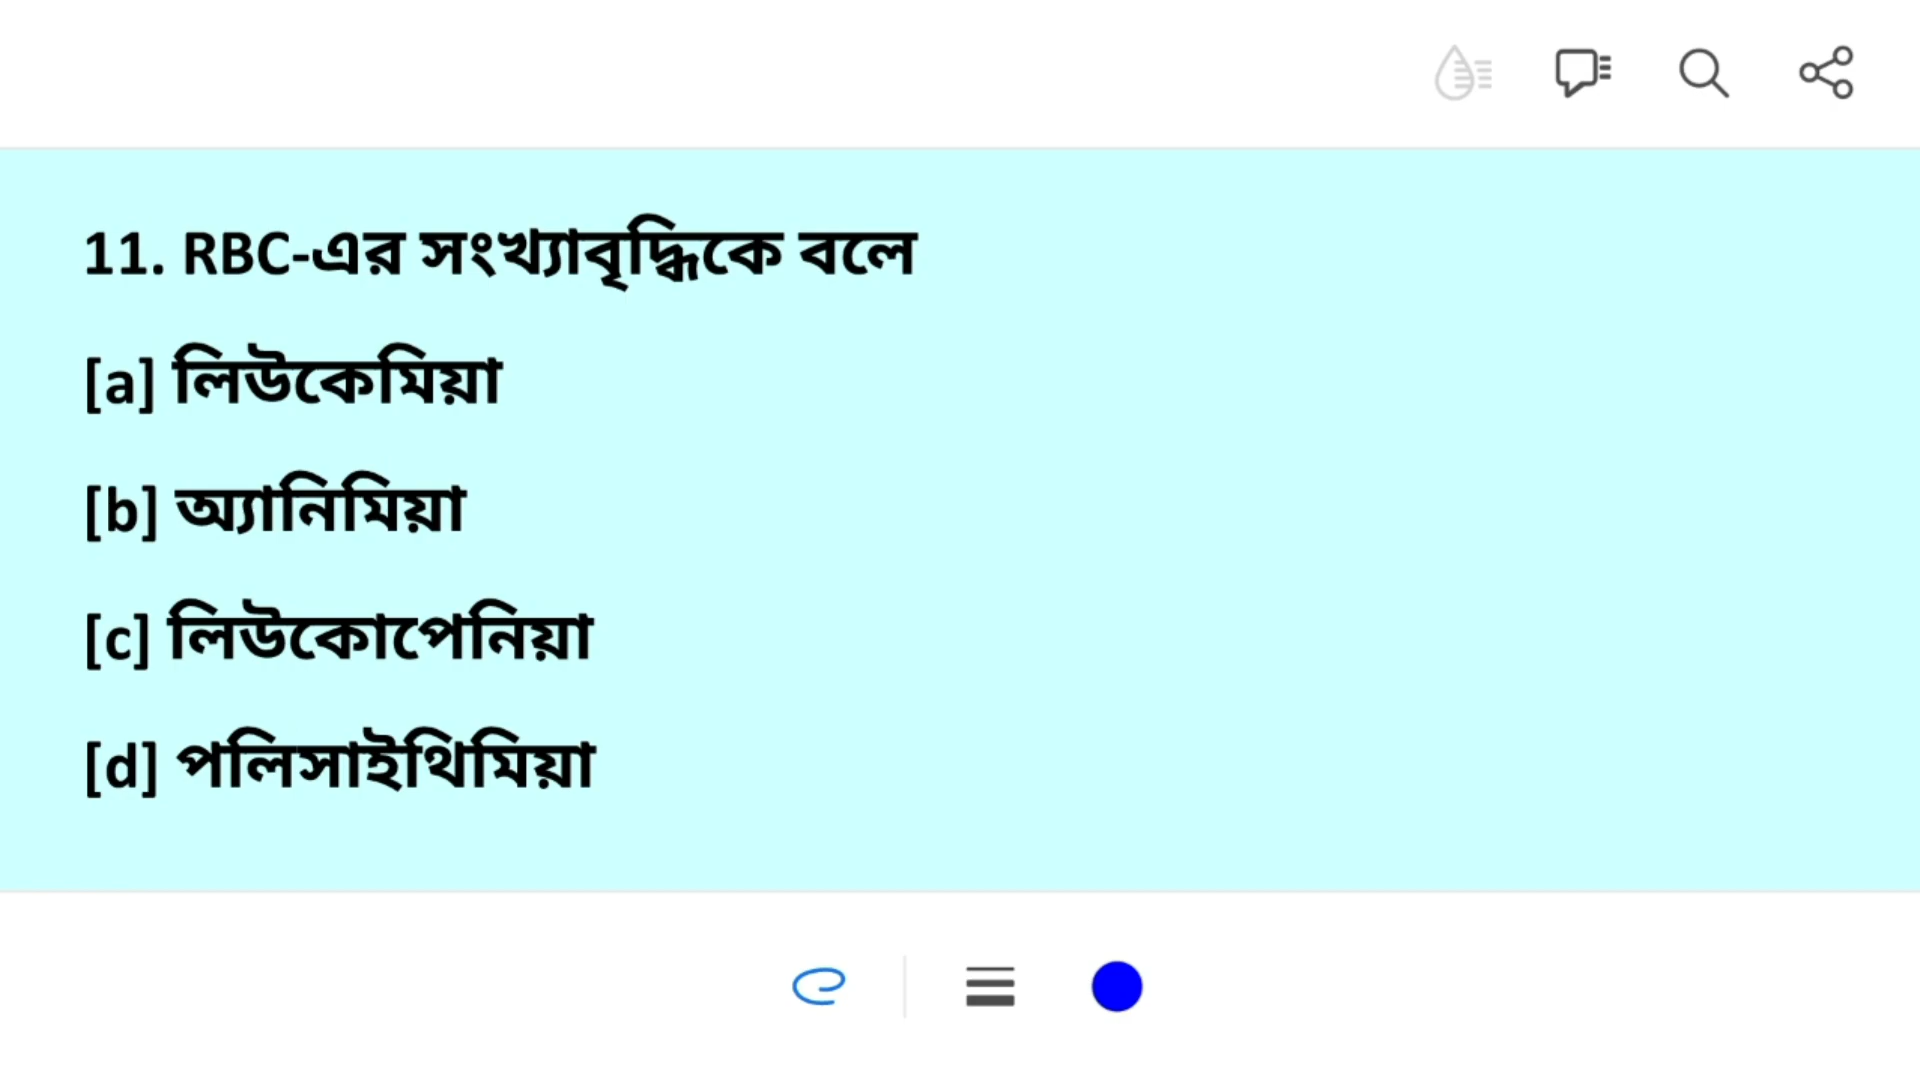 11. RBC-এর সংখ্যাবৃদ্ধিকে বলে
[a] লিউকেমিয়া
[b] অ্যানিমিয়া
[c] লিউকোপেনিয়া
[d] পলিসাইথিমিয়া